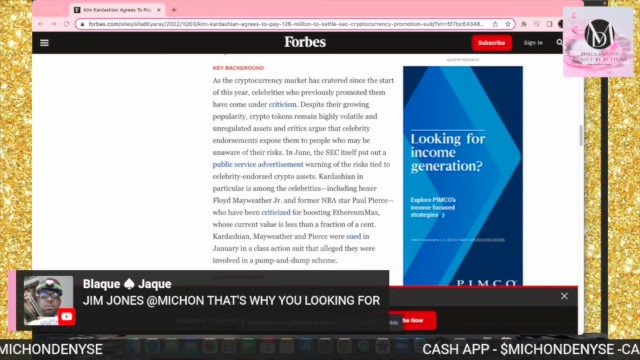 Kim Kardashian Agrees To Pay
forbes.com/sites/siladityaray/2022/10/03/kim-kardashian-agrees-to-pay-126-million-to-settle-sec-cryptocurrency-promotion-suit/?sh=5f7bc64348...
Forbes
Subscribe
Sign In
ADVERTISEMENT
KEY BACKGROUND
As the cryptocurrency market has cratered since the start
of this year, celebrities who previously promoted them
have come under criticism. Despite their growing
popularity, crypto tokens remain highly volatile and
unregulated assets and critics argue that celebrity
endorsements expose them to people who may be
unaware of their risks. In June, the SEC itself put out a
public service advertisement warning of the risks tied to
celebrity-endorsed crypto assets. Kardashian in
particular is among the celebrities—including boxer
Floyd Mayweather Jr. and former NBA star Paul Pierce—
who have been criticized for boosting EthereumMax,
whose current value is less than a fraction of a cent.
Kardashian, Mayweather and Pierce were sued in
January in a class action suit that alleged they were
involved in a pump-and-dump scheme.
Looking for
income
generation?
Explore PIMCO's
income focused
strategies
PIMCO
be Now
Blaque ♠ Jaque
JIM JONES @MICHON THAT'S WHY YOU LOOKING FOR
MICHONDENYSE
CASH APP - $MICHONDENYSE -CA